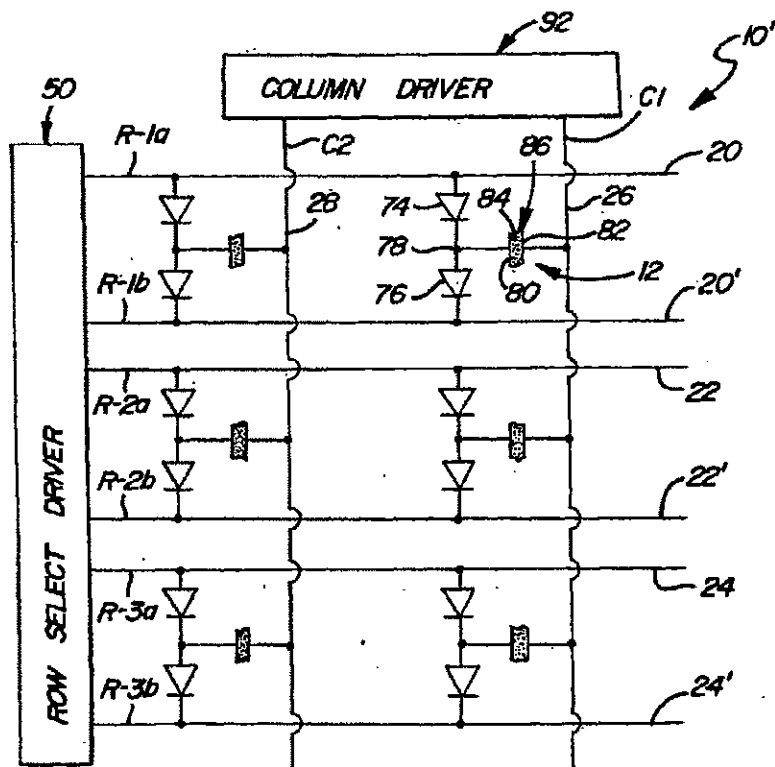 92
10'
COLUMN DRIVER
50
C1
R-1a
C2
86
20
74
84
28
26
78
82
R-1b
76
80
12
20'
R-2a
22
R-2b
22'
ROW SELECT DRIVER
R-3a
24
R-3b
24'